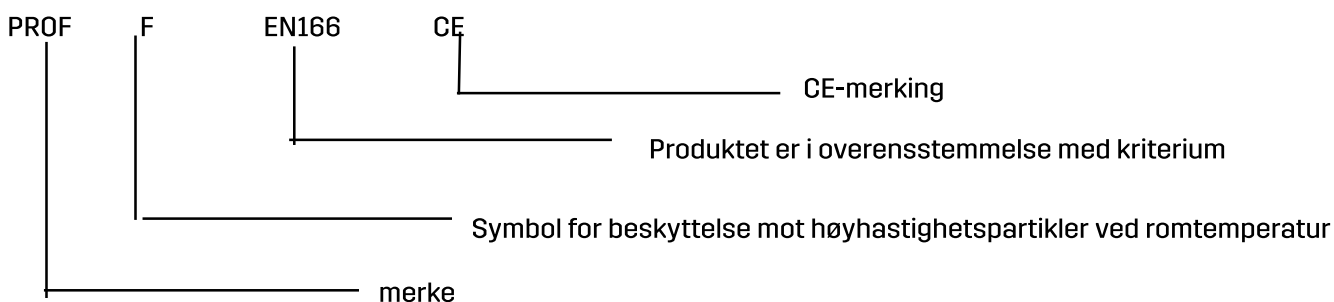 PROF F EN166 CE
CE-merking
Produktet er i overensstemmelse med kriterium
Symbol for beskyttelse mot høyhastighetspartikler ved romtemperatur
merke